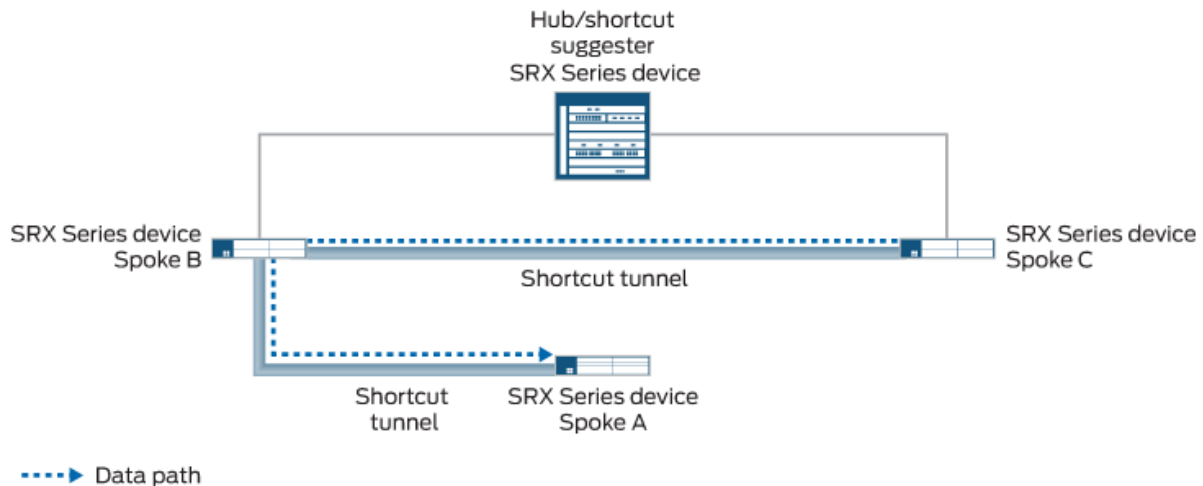 Hub/shortcut
suggester
SRX Series device
SRX Series device
Spoke B
SRX Series device
Spoke C
Shortcut tunnel
Shortcut
tunnel
SRX Series device
Spoke A
Data path